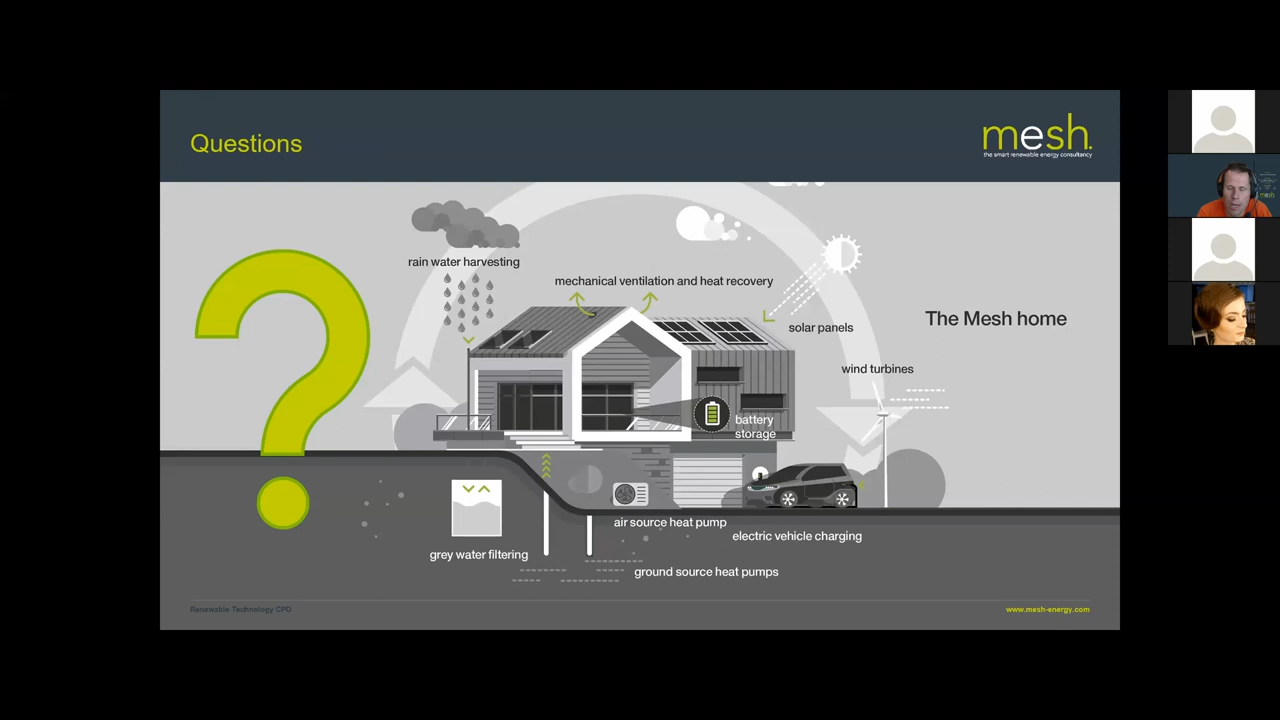 Questions
mesh.
the smart renewable energy consultancy
rain water harvesting
mechanical ventilation and heat recovery
solar panels
The Mesh home
wind turbines
battery
storage
air source heat pump
electric vehicle charging
grey water filtering
ground source heat pumps
Renewable Technology CPD
www.mesh-energy.com
mesh